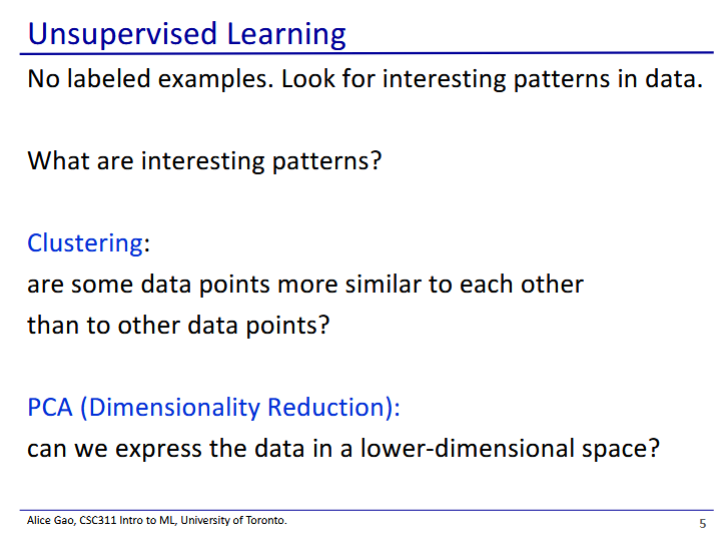 Unsupervised Learning
No labeled examples. Look for interesting patterns in data.
What are interesting patterns?
Clustering:
are some data points more similar to each other
than to other data points?
PCA (Dimensionality Reduction):
can we express the data in a lower-dimensional space?
Alice Gao, CSC311 Intro to ML, University of Toronto.
5